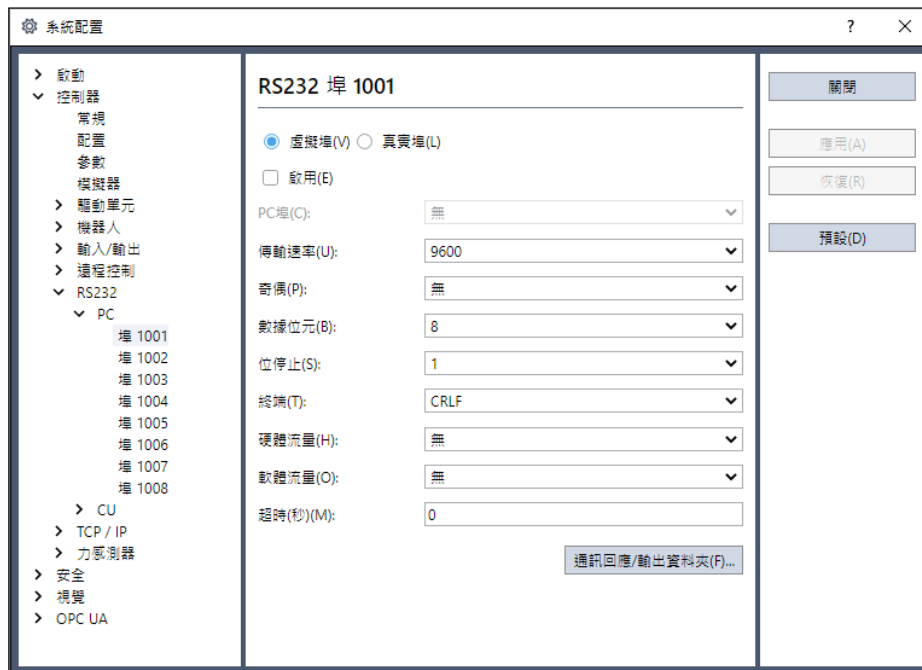 系統配置
?
啟動
控制器
常規
配置
參數
模擬器
驅動單元
機器人
輸入/輸出
遠程控制
RS232
PC
埠 1001
埠 1002
埠 1003
埠 1004
埠 1005
埠 1006
埠 1007
埠 1008
CU
TCP / IP
力感測器
安全
視覺
OPC UA
RS232 埠 1001
虛擬埠(V) 真實埠(L)
啟用(E)
PC埠(C): 無
傳輸速率(U): 9600
奇偶(P): 無
數據位元(B): 8
位停止(S): 1
終端(T): CRLF
硬體流量(H): 無
軟體流量(O): 無
超時(秒)(M): 0
通訊回應/輸出資料夾(F)...
關閉
應用(A)
恢復(R)
預設(D)